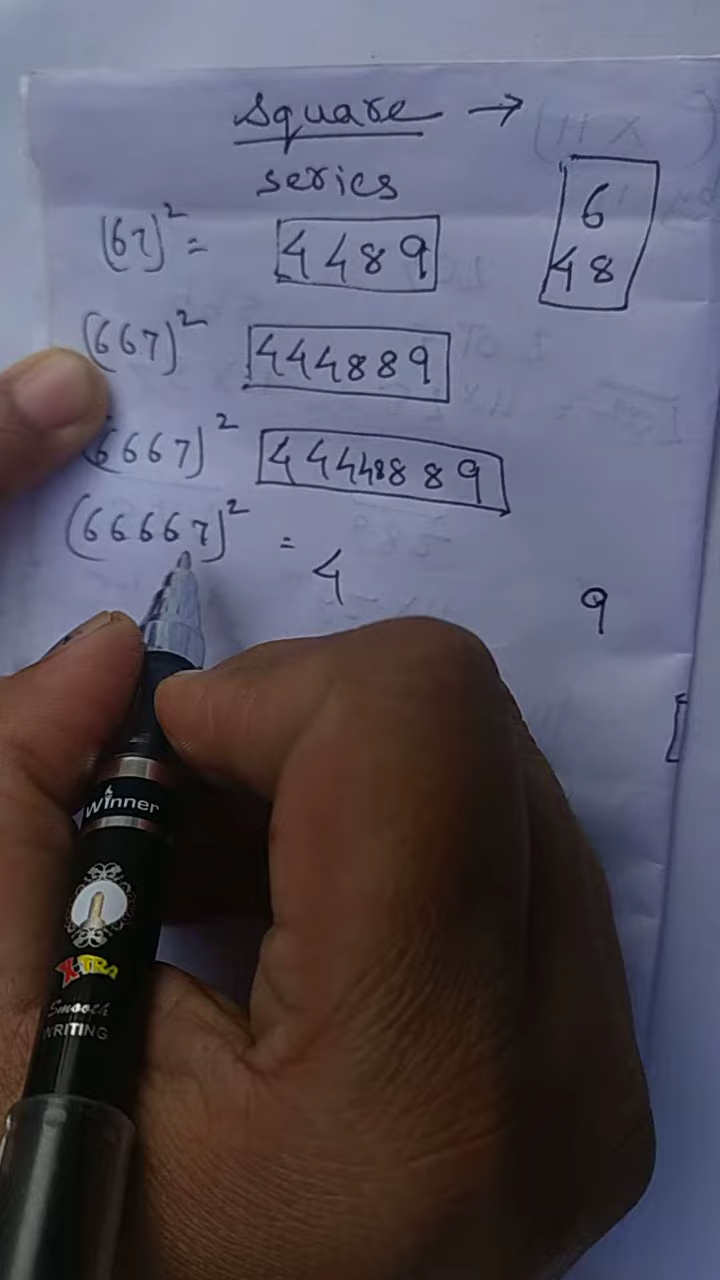 square →
series
(67)² = 4489
6
48
(667)² 444889
(6667)² 44448889
(66667)² = 4 9
Winner
X-TRA
Smooth
WRITING